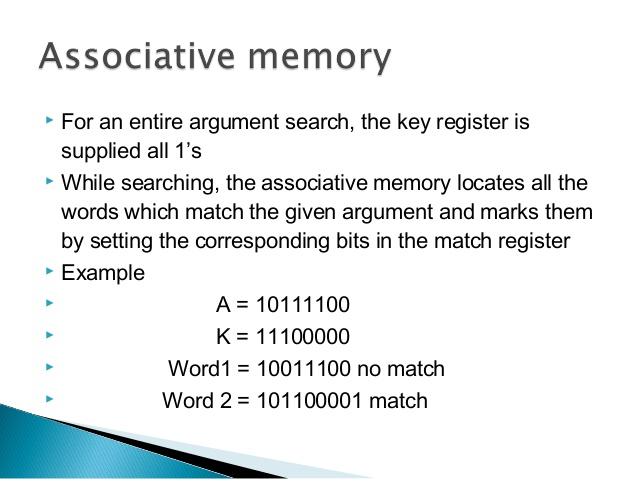 Associative memory
For an entire argument search, the key register is
supplied all 1’s
While searching, the associative memory locates all the
words which match the given argument and marks them
by setting the corresponding bits in the match register
Example
A = 10111100
K = 11100000
Word1 = 10011100 no match
Word 2 = 101100001 match